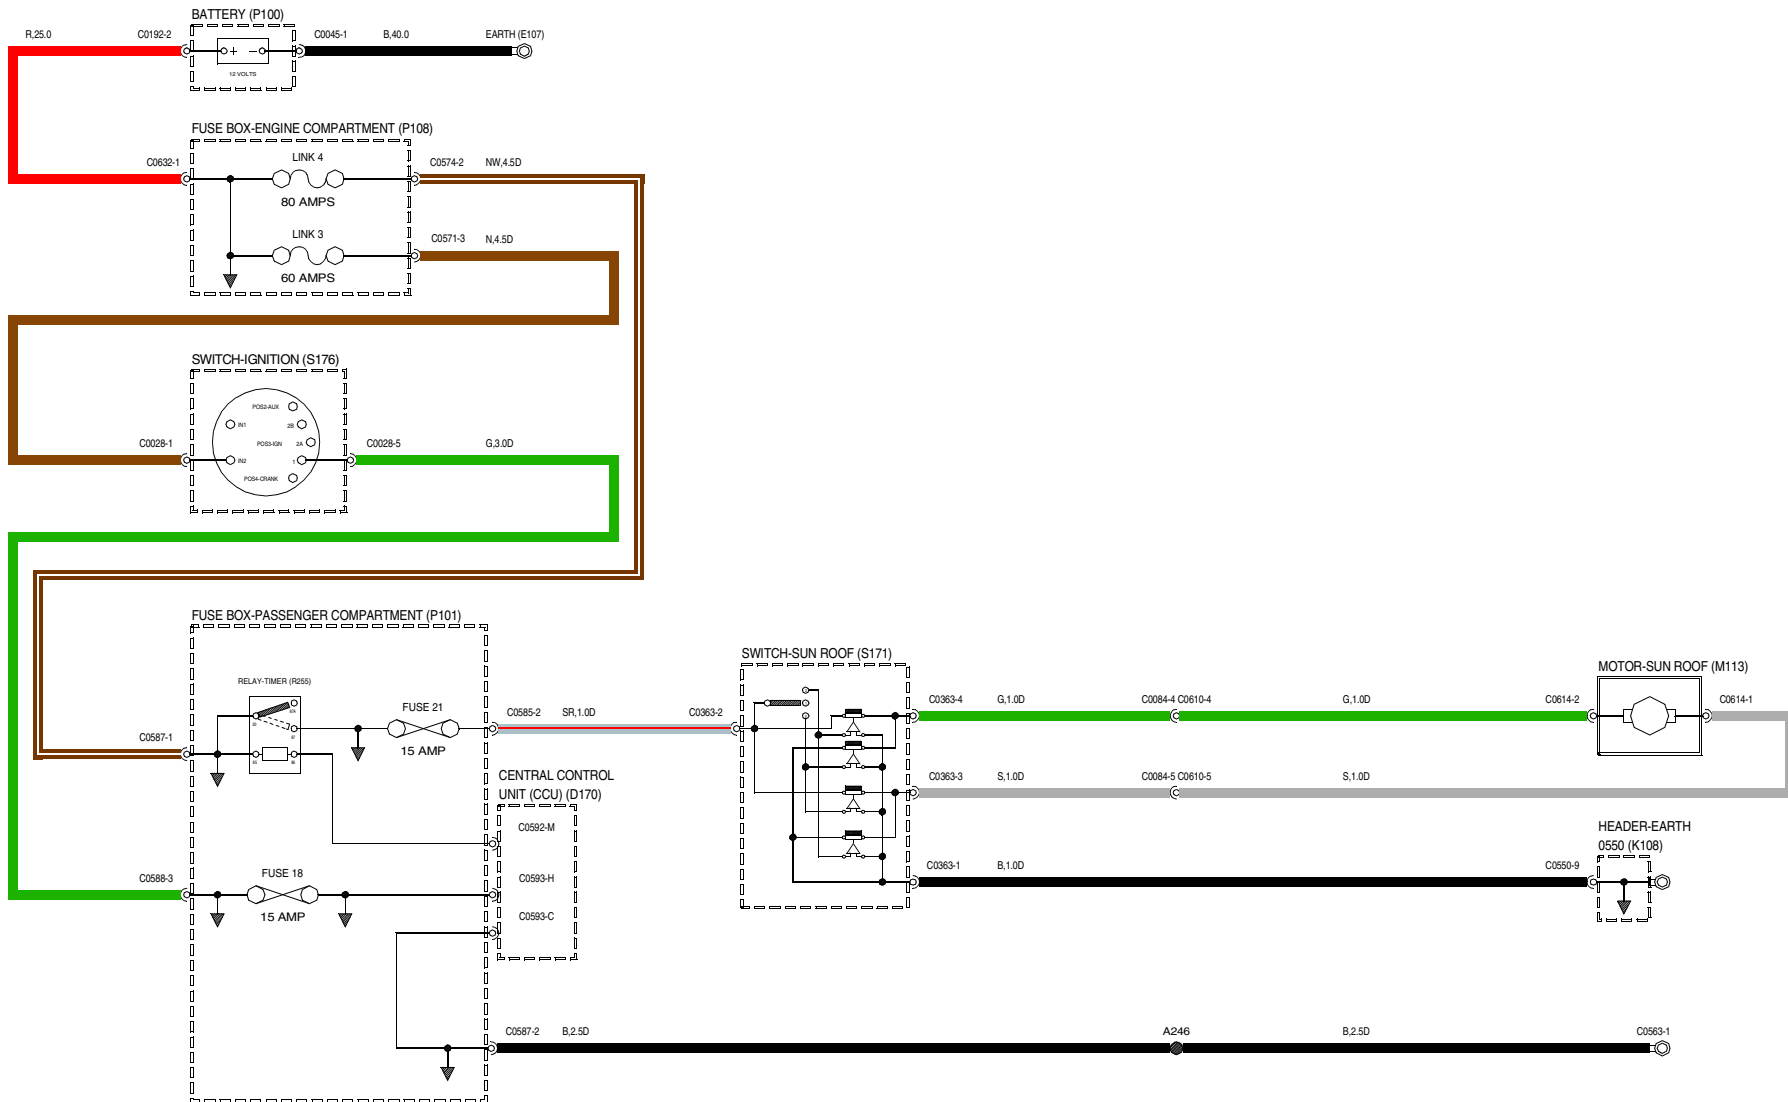 BATTERY (P100)
R,25.0
C0192-2
C0045-1
B,40.0
EARTH (E107)
+ −
12 VOLTS
FUSE BOX-ENGINE COMPARTMENT (P108)
C0632-1
LINK 4
C0574-2
NW,4.5D
80 AMPS
LINK 3
C0571-3
N,4.5D
60 AMPS
SWITCH-IGNITION (S176)
POS2-AUX
IN1
2B
C0028-1
POS3-IGN
2A
C0028-5
G,3.0D
IN2
1
POS4-CRANK
FUSE BOX-PASSENGER COMPARTMENT (P101)
SWITCH-SUN ROOF (S171)
MOTOR-SUN ROOF (M113)
RELAY-TIMER (R255)
C0363-4
G,1.0D
C0084-4 C0610-4
G,1.0D
C0614-2
C0614-1
FUSE 21
C0585-2
SR,1.0D
C0363-2
C0587-1
15 AMP
CENTRAL CONTROL
UNIT (CCU) (D170)
C0363-3
S,1.0D
C0084-5 C0610-5
S,1.0D
C0592-M
HEADER-EARTH
0550 (K108)
C0363-1
B,1.0D
C0550-9
C0588-3
FUSE 18
C0593-H
15 AMP
C0593-C
C0587-2
B,2.5D
A246
B,2.5D
C0563-1